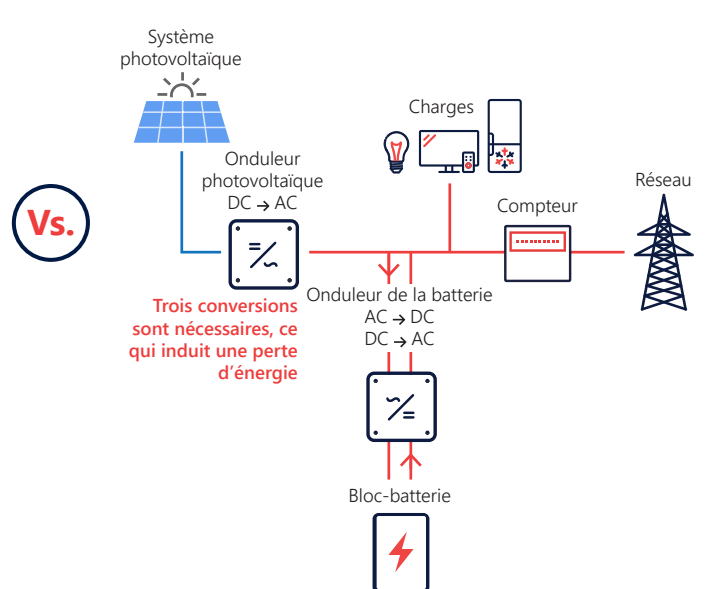 Système
photovoltaïque
Charges
Onduleur
photovoltaïque
DC → AC
Réseau
Compteur
Vs.
Trois conversions
sont nécessaires, ce
qui induit une perte
d'énergie
Onduleur de la batterie
AC → DC
DC → AC
Bloc-batterie